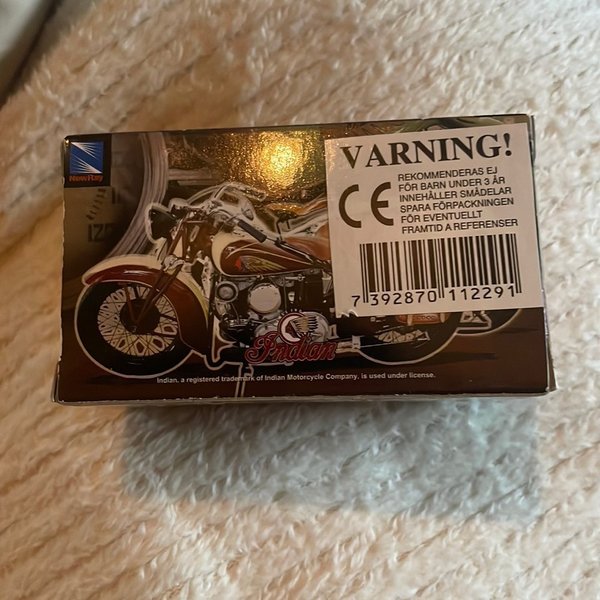 NewRay
VARNING!
CE
REKOMMENDERAS EJ
FÖR BARN UNDER 3 ÅR
INNEHÅLLER SMÅDELAR
SPARA FÖRPACKNINGEN
FÖR EVENTUELLT
FRAMTID A REFERENSER
7 392870 112291
Indian
Indian, a registered trademark of Indian Motorcycle Company, is used under license.